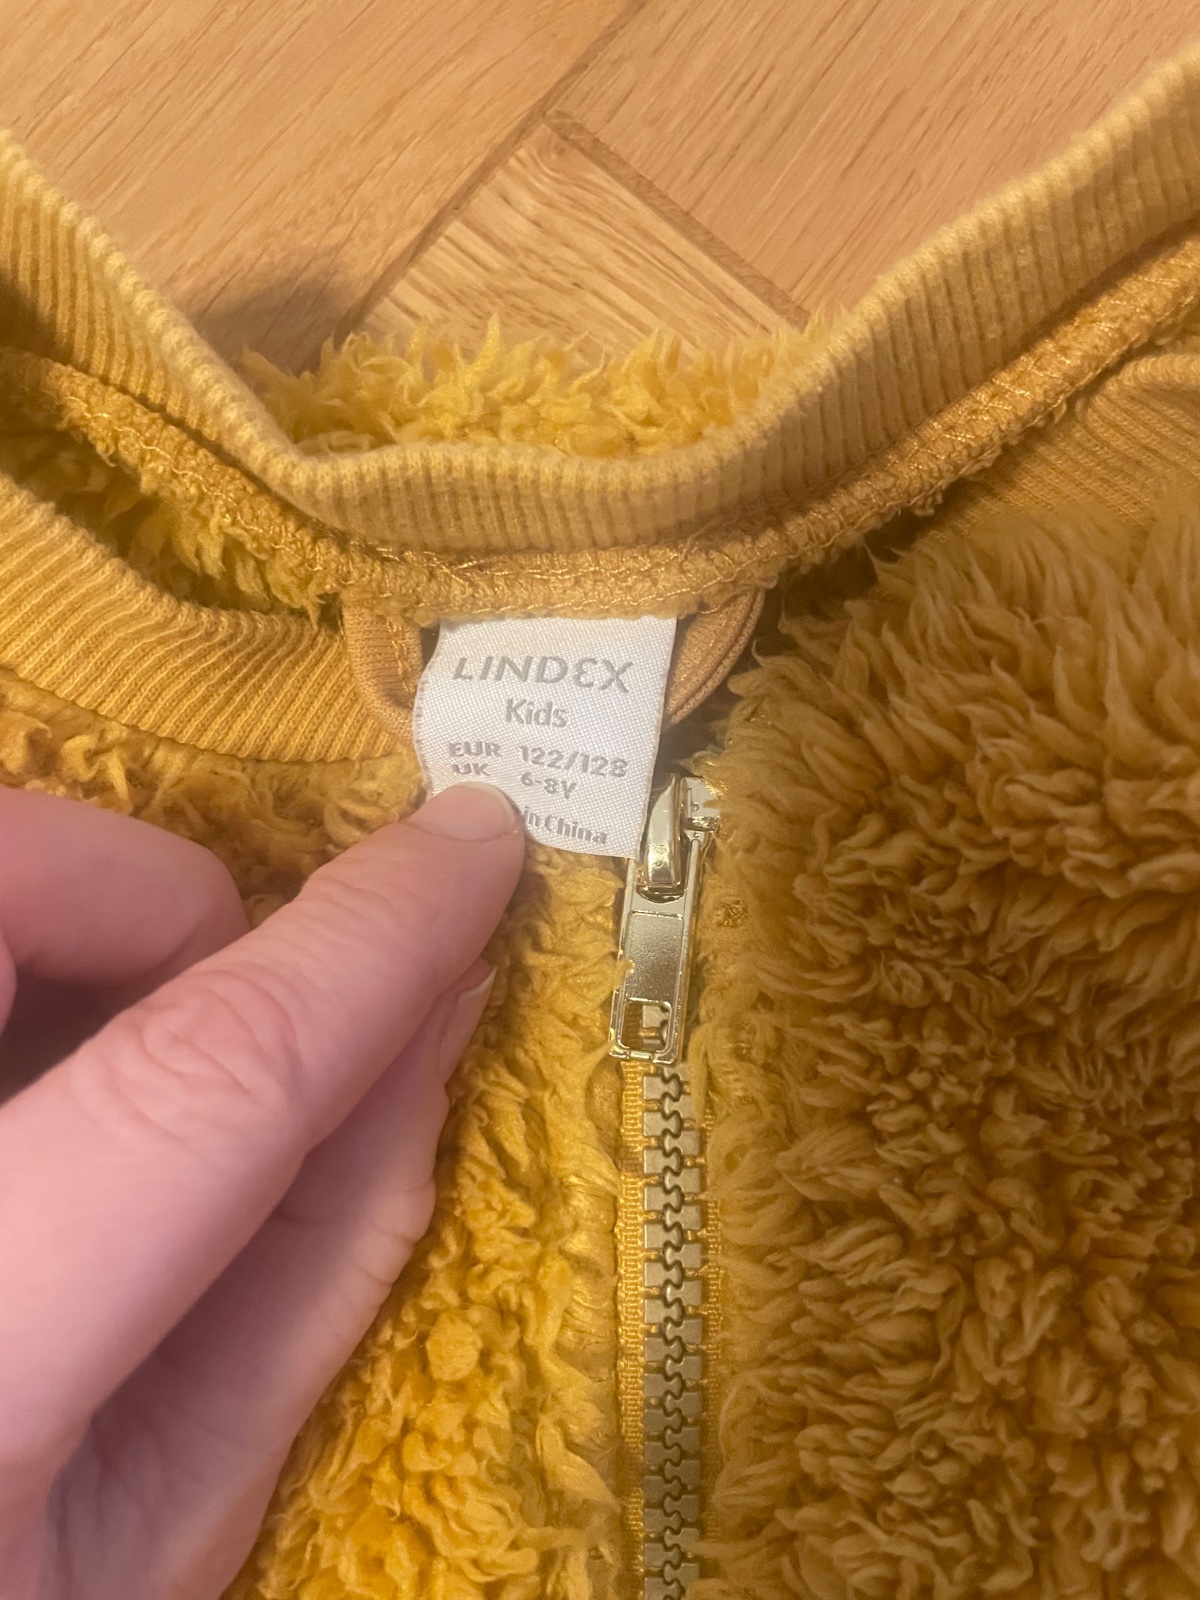 LINDEX
Kids
EUR 122/128
UK 6-8Y
in China